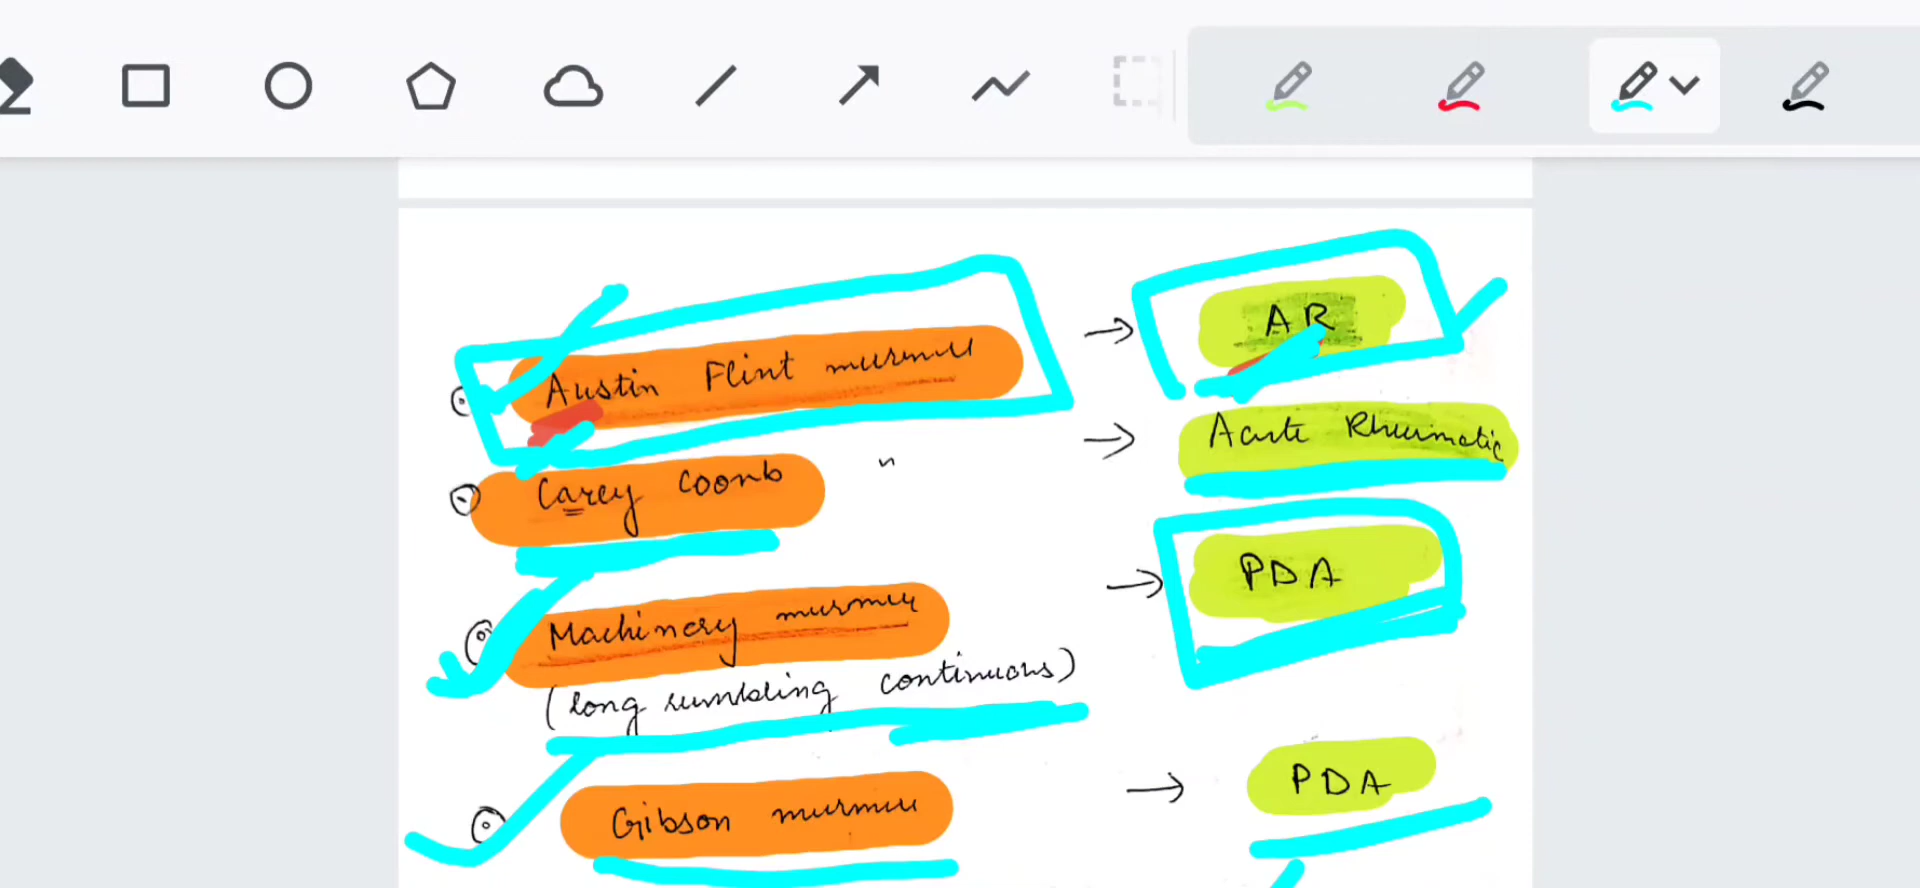 Austin Flint murmur → AR
Carey Coomb " → Acute Rheumatic
Machinery murmur → PDA
(long rumbling continuous)
Gibson murmur → PDA